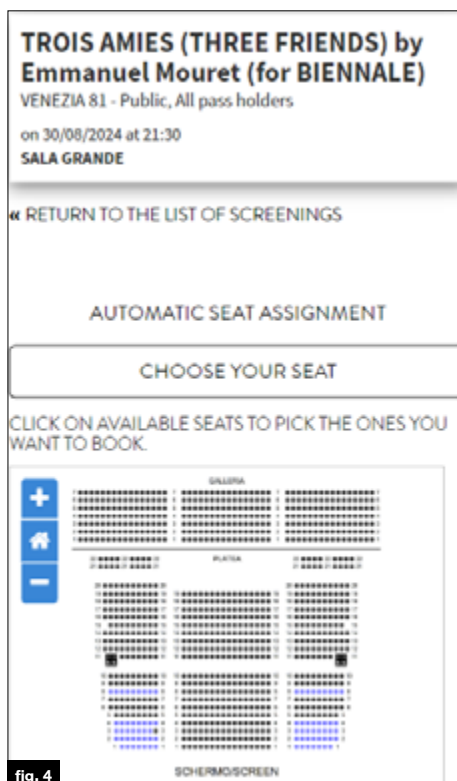 TROIS AMIES (THREE FRIENDS) by
Emmanuel Mouret (for BIENNALE)
VENEZIA 81 - Public, All pass holders
on 30/08/2024 at 21:30
SALA GRANDE
« RETURN TO THE LIST OF SCREENINGS
AUTOMATIC SEAT ASSIGNMENT
CHOOSE YOUR SEAT
CLICK ON AVAILABLE SEATS TO PICK THE ONES YOU
WANT TO BOOK.
GALLERIA
PLATEA
SCHERMO/SCREEN
fig. 4